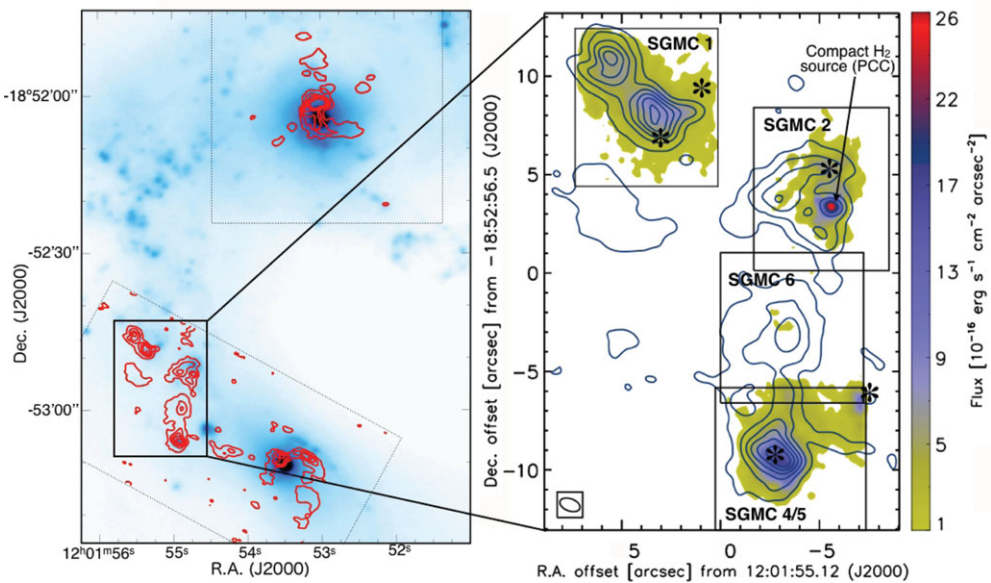 -18°52'00"
-52'30"
-53'00"
Dec. (J2000)
12ʰ01ᵐ56ˢ
55ˢ
54ˢ
53ˢ
52ˢ
R.A. (J2000)
SGMC 1
Compact H₂
source (PCC)
SGMC 2
SGMC 6
SGMC 4/5
10
5
0
−5
−10
Dec. offset [arcsec] from −18:52:56.5 (J2000)
5
0
−5
R.A. offset [arcsec] from 12:01:55.12 (J2000)
26
22
17
13
9
5
1
Flux [10⁻¹⁶ erg s⁻¹ cm⁻² arcsec⁻²]